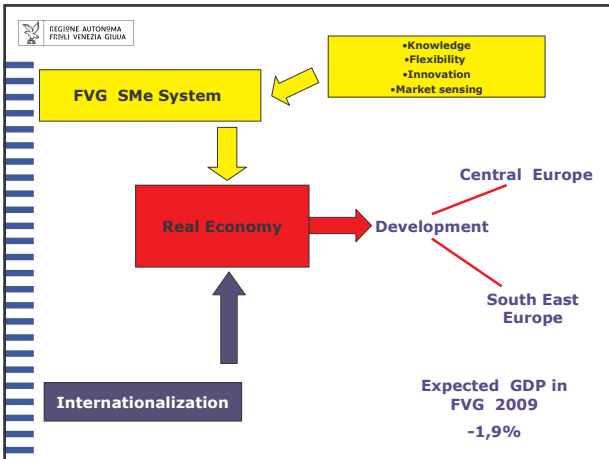 REGIONE AUTONOMA
FRIULI VENEZIA GIULIA
•Knowledge
•Flexibility
•Innovation
•Market sensing
FVG SMe System
Central Europe
Real Economy
Development
South East
Europe
Internationalization
Expected GDP in
FVG 2009
-1,9%